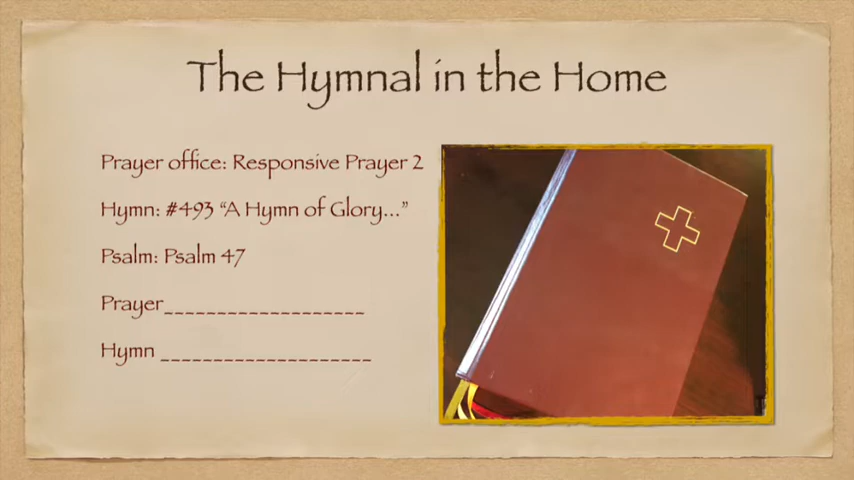 The Hymnal in the Home
Prayer office: Responsive Prayer 2
Hymn: #493 “A Hymn of Glory...”
Psalm: Psalm 47
Prayer___________________
Hymn ____________________